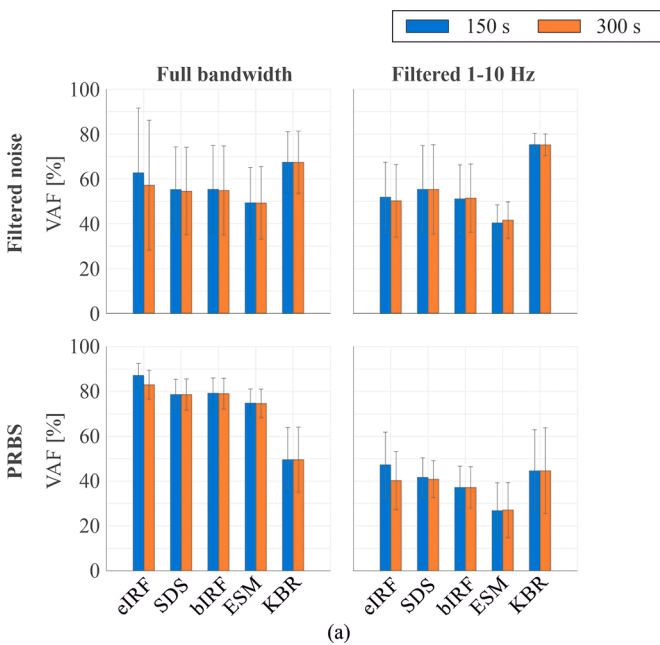 150 s 300 s
Full bandwidth Filtered 1-10 Hz
Filtered noise
VAF [%]
100
80
60
40
20
0
PRBS
VAF [%]
100
80
60
40
20
0
eIRF SDS bIRF ESM KBR eIRF SDS bIRF ESM KBR
(a)